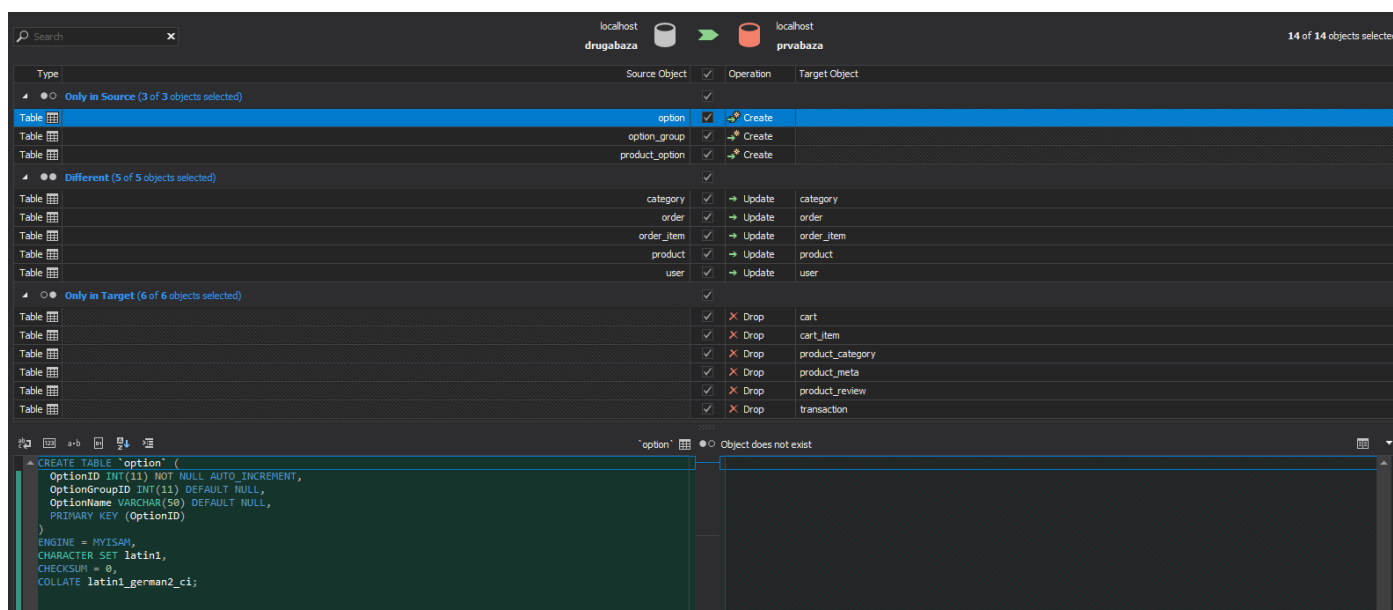 localhost
localhost
Search
drugabaza
prvabaza
14 of 14 objects selected
Type Source Object Operation Target Object
Only in Source (3 of 3 objects selected)
Table option Create
Table option_group Create
Table product_option Create
Different (5 of 5 objects selected)
Table category Update category
Table order Update order
Table order_item Update order_item
Table product Update product
Table user Update user
Only in Target (6 of 6 objects selected)
Table Drop cart
Table Drop cart_item
Table Drop product_category
Table Drop product_meta
Table Drop product_review
Table Drop transaction
`option` Object does not exist
CREATE TABLE `option` (
OptionID INT(11) NOT NULL AUTO_INCREMENT,
OptionGroupID INT(11) DEFAULT NULL,
OptionName VARCHAR(50) DEFAULT NULL,
PRIMARY KEY (OptionID)
)
ENGINE = MYISAM,
CHARACTER SET latin1,
CHECKSUM = 0,
COLLATE latin1_german2_ci;